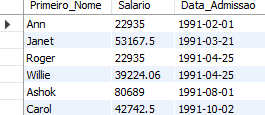 Primeiro_Nome Salario Data_Admissao
Ann 22935 1991-02-01
Janet 53167.5 1991-03-21
Roger 22935 1991-04-25
Willie 39224.06 1991-04-25
Ashok 80689 1991-08-01
Carol 42742.5 1991-10-02